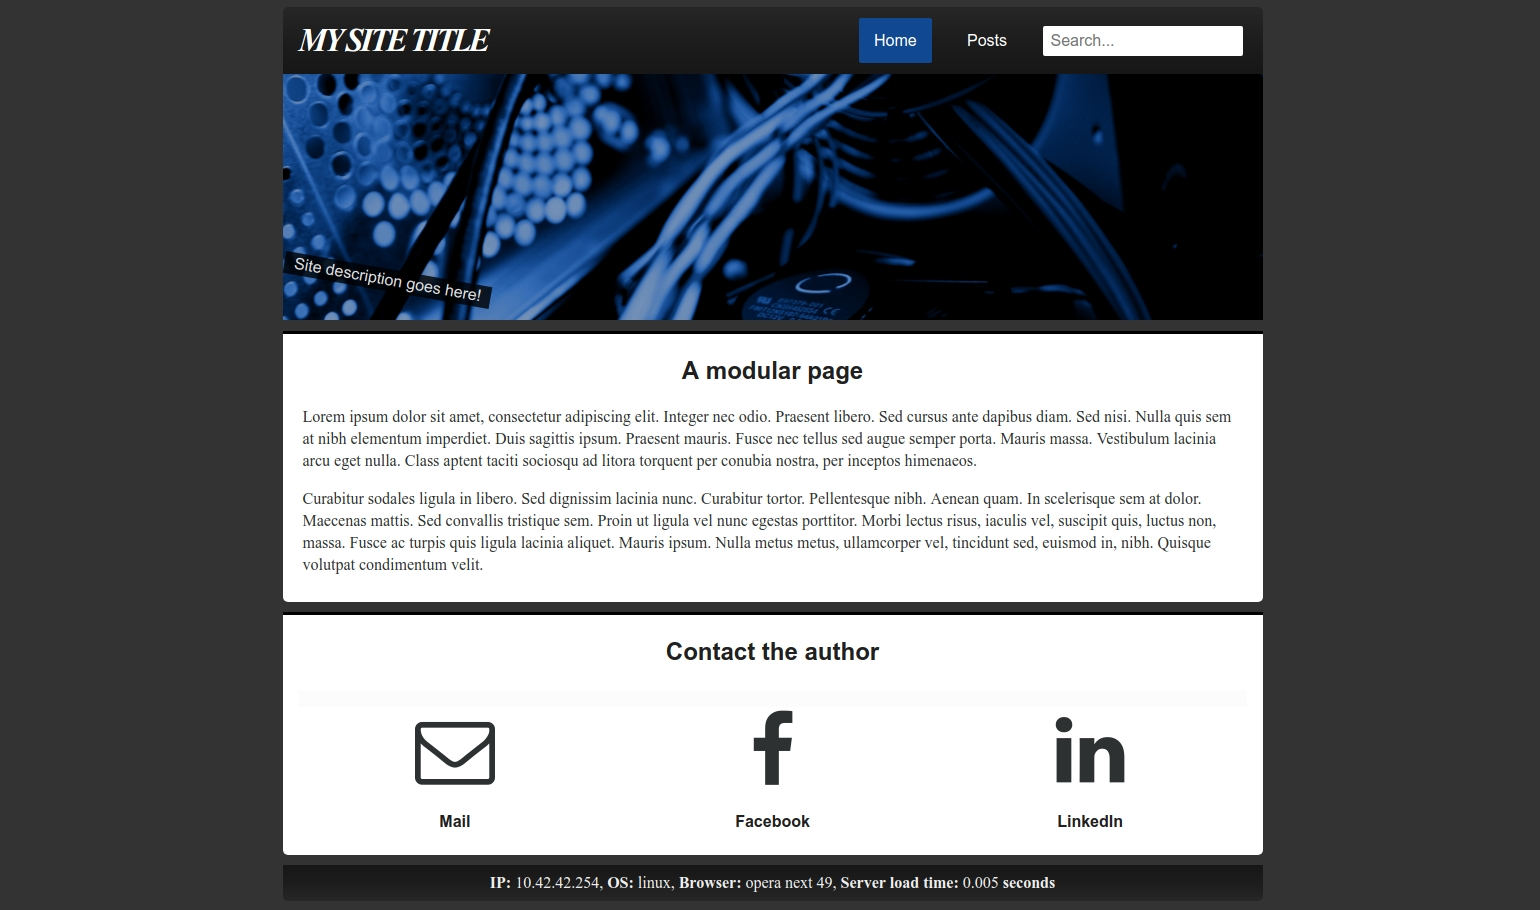 MY SITE TITLE
Home
Posts
Search...
Site description goes here!
A modular page
Lorem ipsum dolor sit amet, consectetur adipiscing elit. Integer nec odio. Praesent libero. Sed cursus ante dapibus diam. Sed nisi. Nulla quis sem
at nibh elementum imperdiet. Duis sagittis ipsum. Praesent mauris. Fusce nec tellus sed augue semper porta. Mauris massa. Vestibulum lacinia
arcu eget nulla. Class aptent taciti sociosqu ad litora torquent per conubia nostra, per inceptos himenaeos.
Curabitur sodales ligula in libero. Sed dignissim lacinia nunc. Curabitur tortor. Pellentesque nibh. Aenean quam. In scelerisque sem at dolor.
Maecenas mattis. Sed convallis tristique sem. Proin ut ligula vel nunc egestas porttitor. Morbi lectus risus, iaculis vel, suscipit quis, luctus non,
massa. Fusce ac turpis quis ligula lacinia aliquet. Mauris ipsum. Nulla metus metus, ullamcorper vel, tincidunt sed, euismod in, nibh. Quisque
volutpat condimentum velit.
Contact the author
Mail
Facebook
LinkedIn
IP: 10.42.42.254, OS: linux, Browser: opera next 49, Server load time: 0.005 seconds